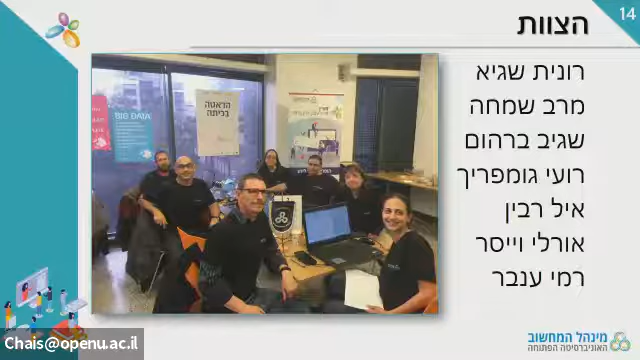 14
הצוות
רונית שגיא
מרב שמחה
שגיב ברהום
רועי גומפריך
איל רבין
אורלי וייסר
רמי ענבר
BIG DATA
הדאטה
בכיתה
Chais@openu.ac.il
מינהל המחשוב
האוניברסיטה הפתוחה